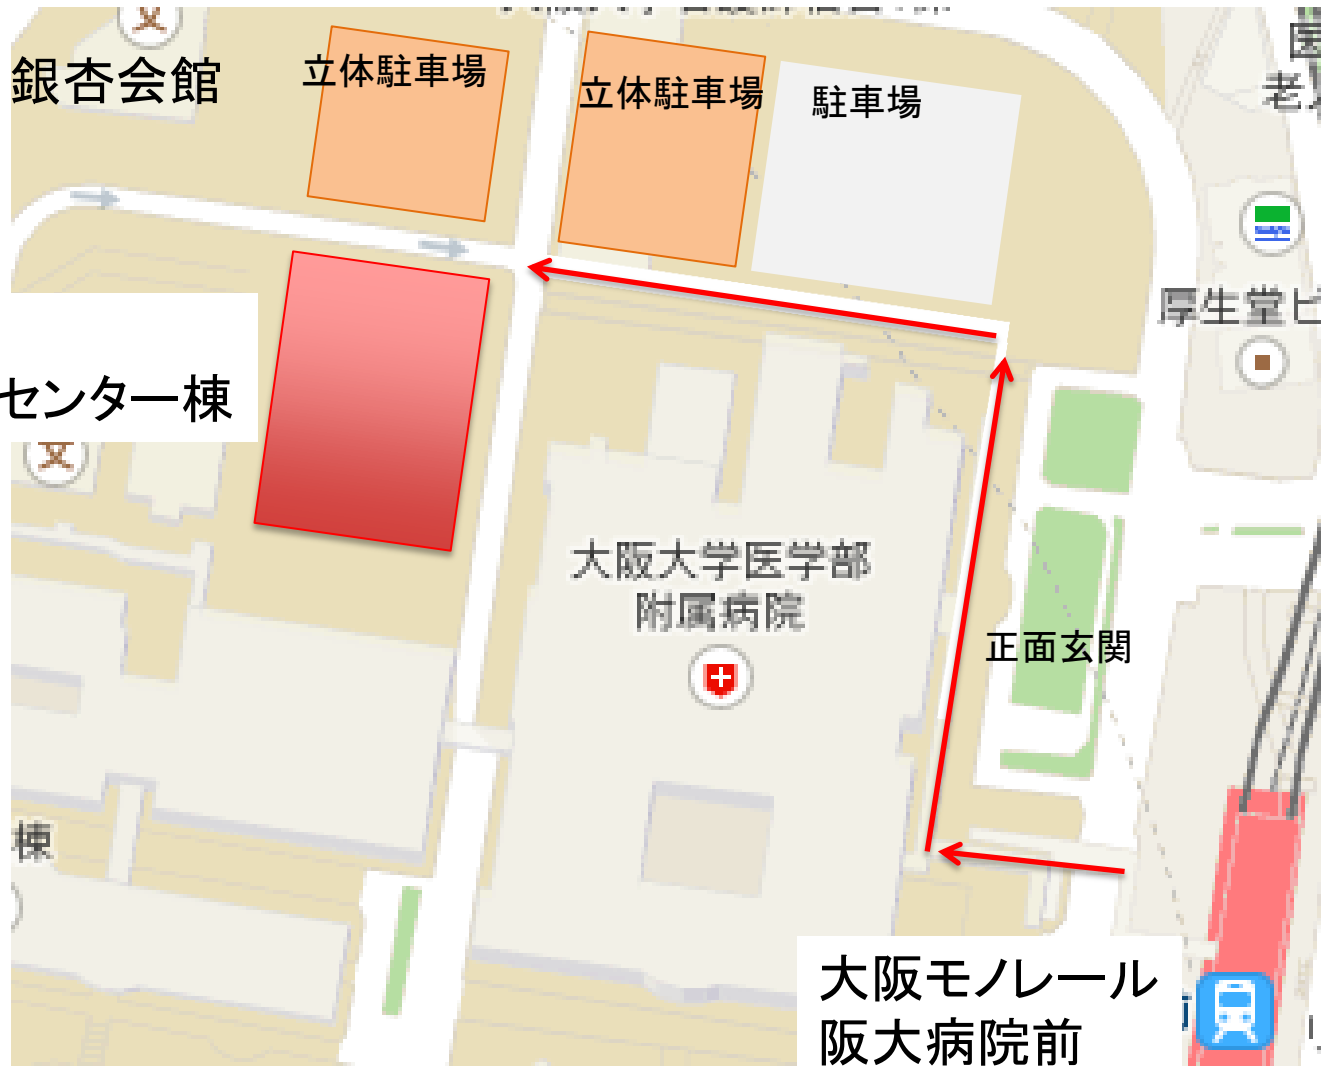 銀杏会館
立体駐車場
立体駐車場
駐車場
厚生堂ビ
センター棟
大阪大学医学部
附属病院
正面玄関
棟
大阪モノレール
阪大病院前